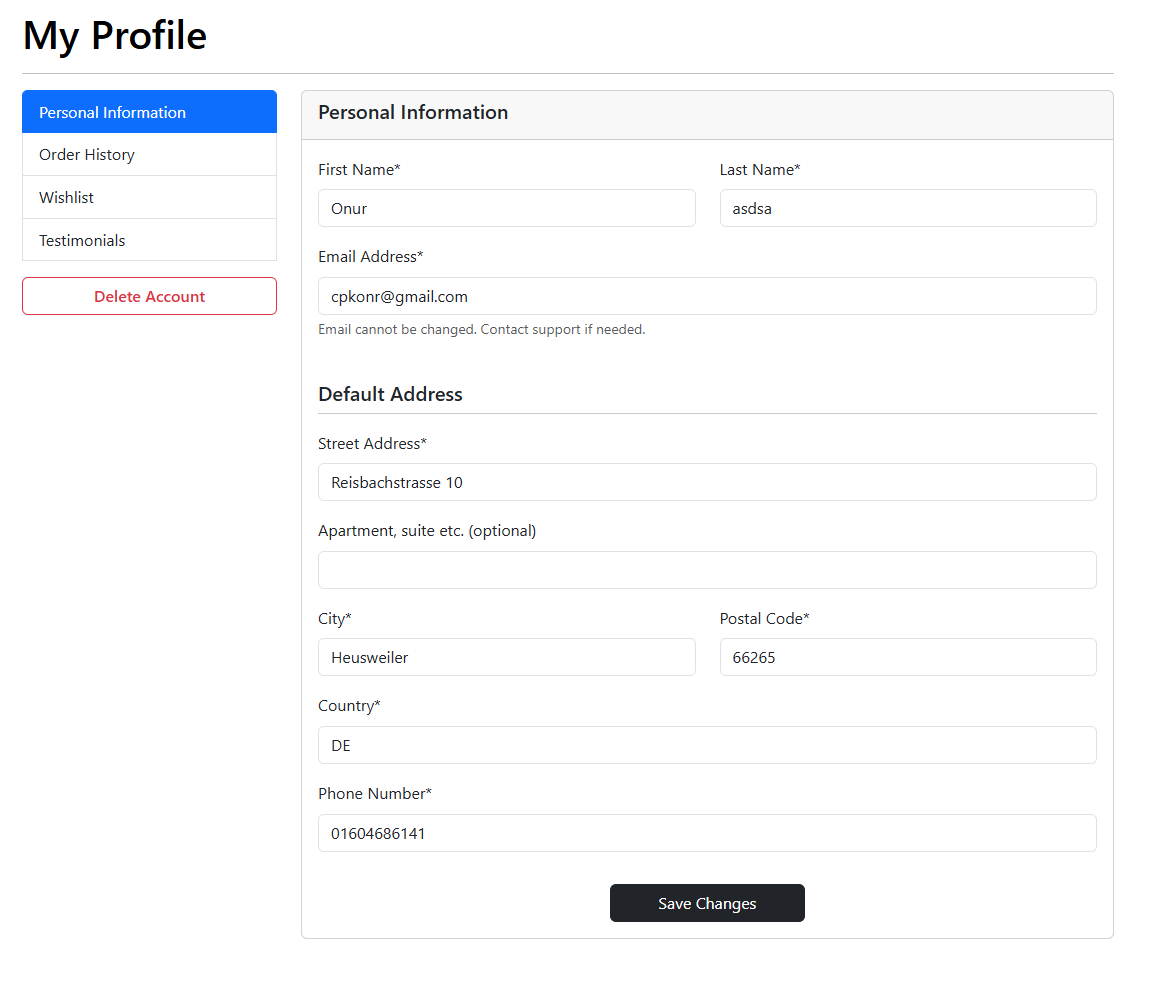 My Profile
Personal Information
Order History
Wishlist
Testimonials
Delete Account
Personal Information
First Name* Last Name*
Onur asdsa
Email Address*
cpkonr@gmail.com
Email cannot be changed. Contact support if needed.
Default Address
Street Address*
Reisbachstrasse 10
Apartment, suite etc. (optional)
City* Postal Code*
Heusweiler 66265
Country*
DE
Phone Number*
01604686141
Save Changes